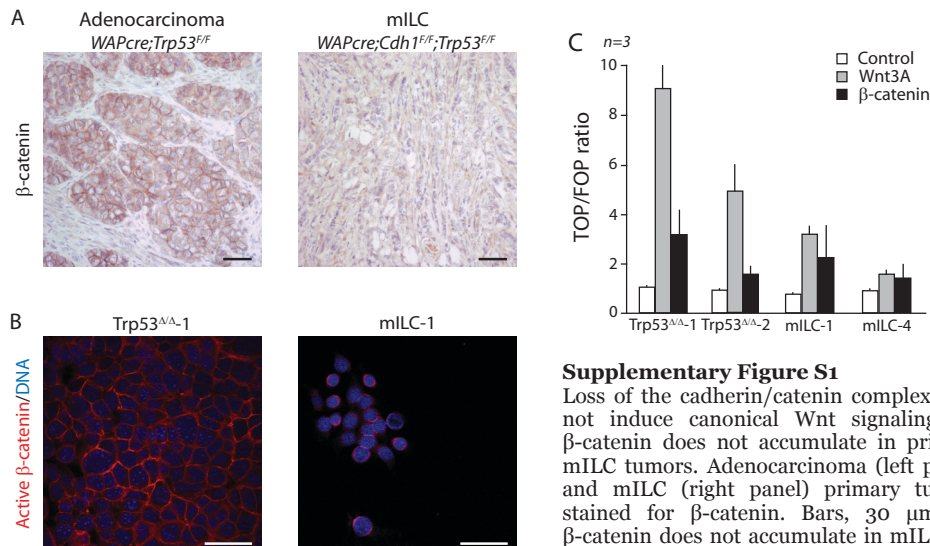 A
Adenocarcinoma
WAPcre;Trp53F/F
mILC
WAPcre;Cdh1F/F;Trp53F/F
β-catenin
B
Trp53Δ/Δ-1
mILC-1
Active β-catenin/DNA
C
n=3
Control
Wnt3A
β-catenin
TOP/FOP ratio
10
8
6
4
2
0
Trp53Δ/Δ-1 Trp53Δ/Δ-2 mILC-1 mILC-4
Supplementary Figure S1
Loss of the cadherin/catenin complex
not induce canonical Wnt signaling
β-catenin does not accumulate in pri
mILC tumors. Adenocarcinoma (left p
and mILC (right panel) primary tu
stained for β-catenin. Bars, 30 μm
β-catenin does not accumulate in mIL